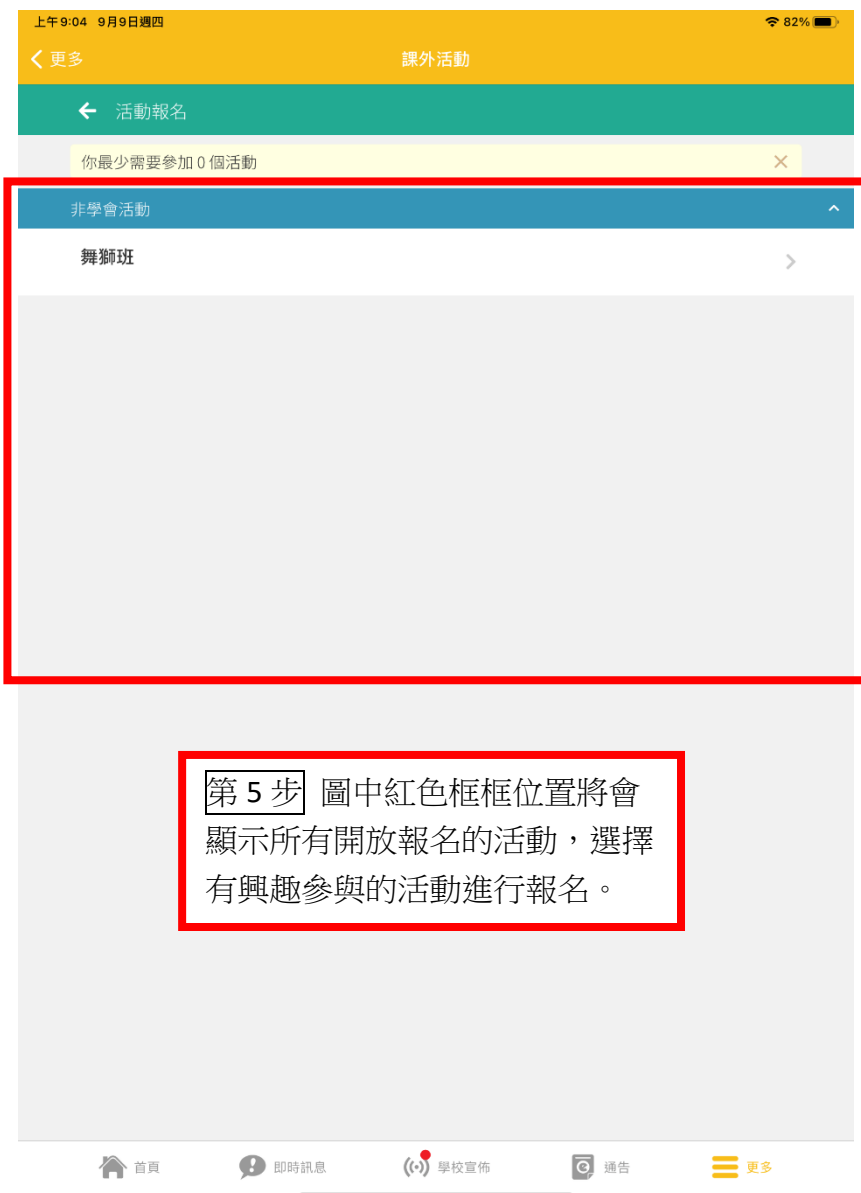 上午9:04 9月9日週四
82%
更多
課外活動
活動報名
你最少需要參加 0 個活動
非學會活動
舞獅班
第 5 步 圖中紅色框框位置將會
顯示所有開放報名的活動，選擇
有興趣參與的活動進行報名。
首頁
即時訊息
學校宣佈
通告
更多